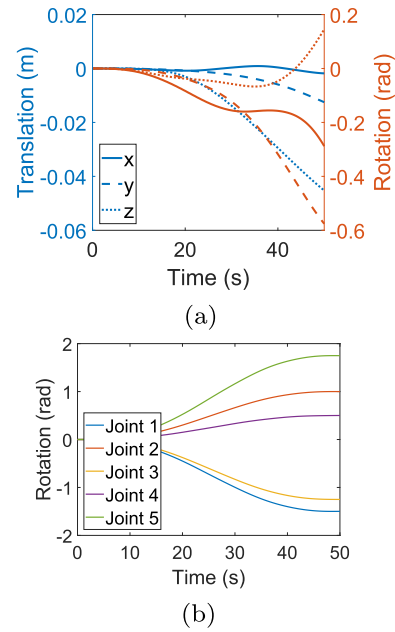 0.02
0
-0.02
-0.04
-0.06
Translation (m)
0.2
0
-0.2
-0.4
-0.6
Rotation (rad)
x
y
z
0 20 40
Time (s)
(a)
2
1
0
-1
-2
Rotation (rad)
Joint 1
Joint 2
Joint 3
Joint 4
Joint 5
0 10 20 30 40 50
Time (s)
(b)